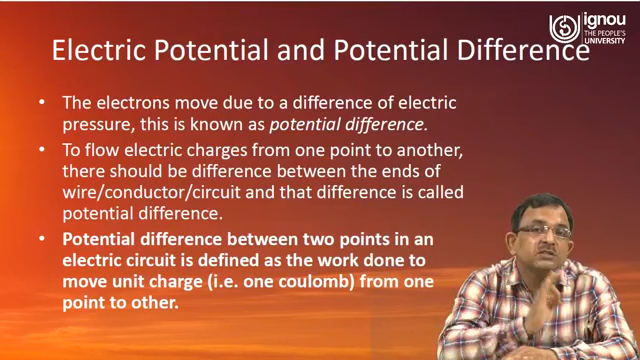 ignou
THE PEOPLE'S
UNIVERSITY
Electric Potential and Potential Difference
• The electrons move due to a difference of electric
pressure, this is known as potential difference.
• To flow electric charges from one point to another,
there should be difference between the ends of
wire/conductor/circuit and that difference is called
potential difference.
• Potential difference between two points in an
electric circuit is defined as the work done to
move unit charge (i.e. one coulomb) from one
point to other.